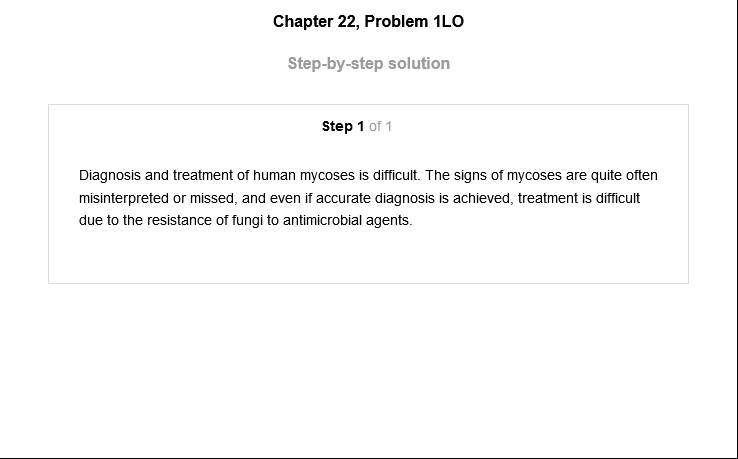 Chapter 22, Problem 1LO
Step-by-step solution
Step 1 of 1
Diagnosis and treatment of human mycoses is difficult. The signs of mycoses are quite often
misinterpreted or missed, and even if accurate diagnosis is achieved, treatment is difficult
due to the resistance of fungi to antimicrobial agents.